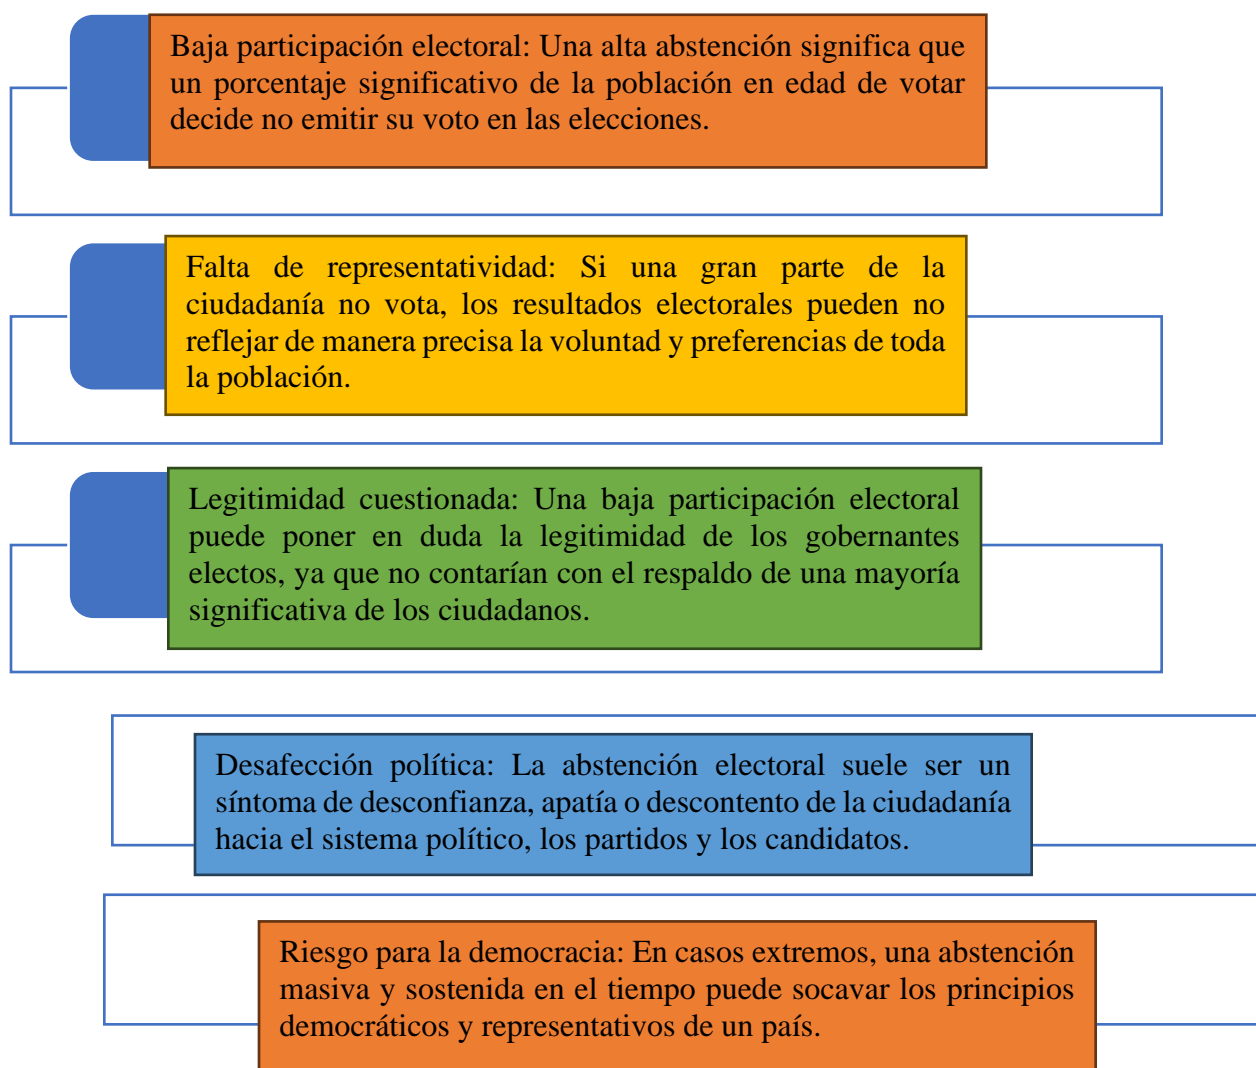 Baja participación electoral: Una alta abstención significa que
un porcentaje significativo de la población en edad de votar
decide no emitir su voto en las elecciones.
Falta de representatividad: Si una gran parte de la
ciudadanía no vota, los resultados electorales pueden no
reflejar de manera precisa la voluntad y preferencias de toda
la población.
Legitimidad cuestionada: Una baja participación electoral
puede poner en duda la legitimidad de los gobernantes
electos, ya que no contarían con el respaldo de una mayoría
significativa de los ciudadanos.
Desafección política: La abstención electoral suele ser un
síntoma de desconfianza, apatía o descontento de la ciudadanía
hacia el sistema político, los partidos y los candidatos.
Riesgo para la democracia: En casos extremos, una abstención
masiva y sostenida en el tiempo puede socavar los principios
democráticos y representativos de un país.